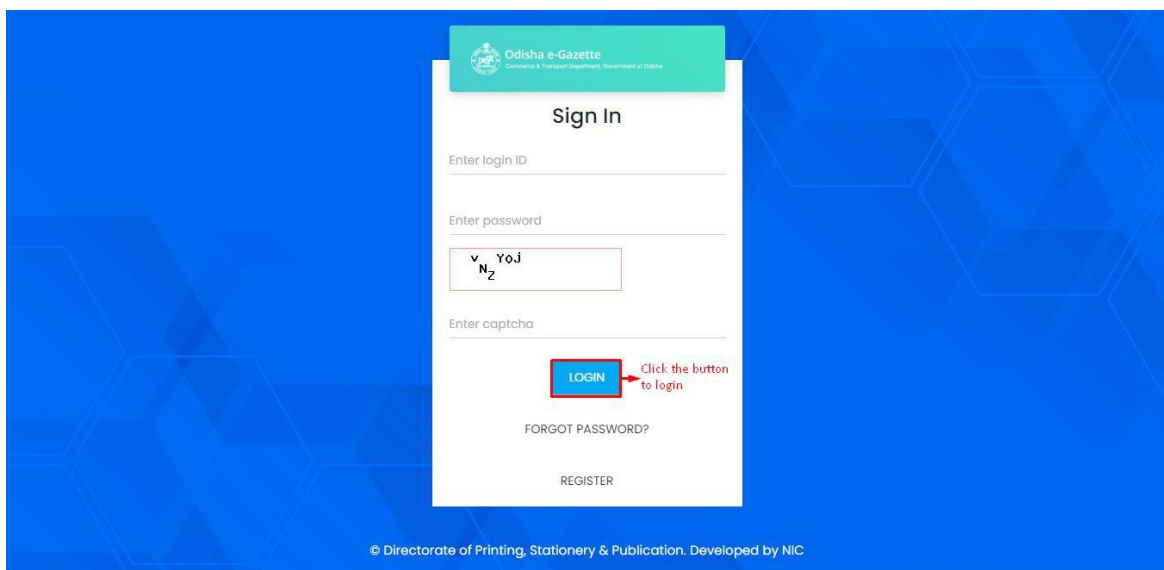 Odisha e-Gazette
Commerce & Transport Department, Government of Odisha
Sign In
Enter login ID
Enter password
vNZYoj
Enter captcha
LOGIN
Click the button
to login
FORGOT PASSWORD?
REGISTER
© Directorate of Printing, Stationery & Publication. Developed by NIC